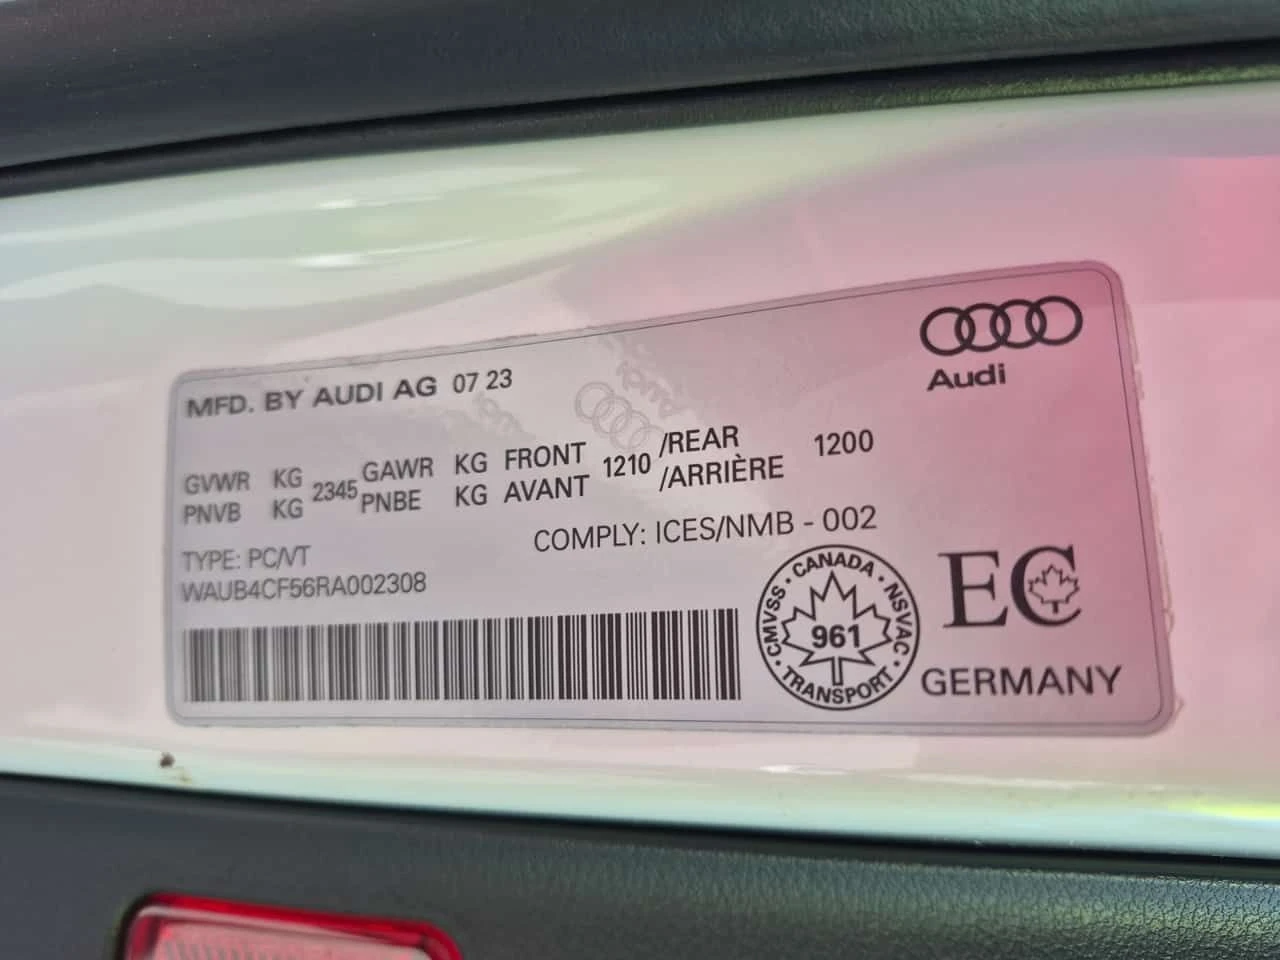 Audi
MFD. BY AUDI AG 07 23
GVWR KG 2345 GAWR KG FRONT 1210 /REAR 1200
PNVB KG PNBE KG AVANT /ARRIÈRE
COMPLY: ICES/NMB - 002
TYPE: PC/VT
WAUB4CF56RA002308
CANADA · NSVAC · TRANSPORT · CMVSS ·
961
EC
GERMANY